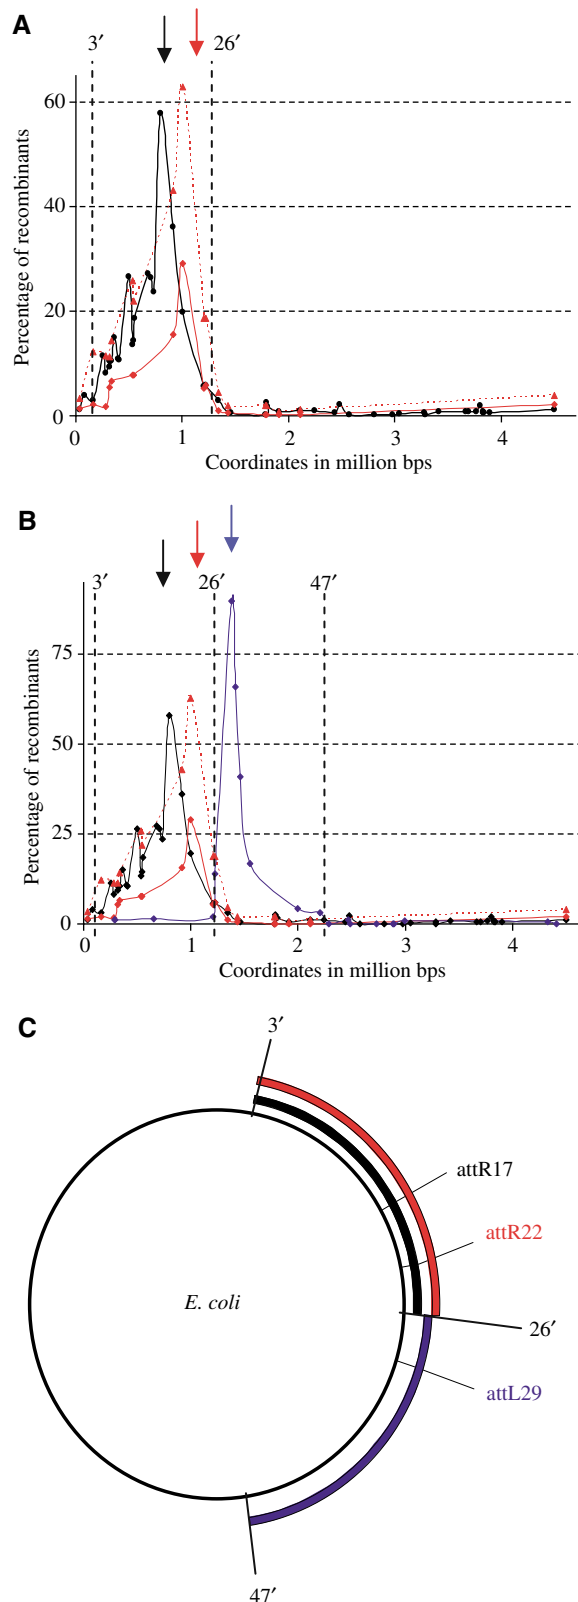 A
3′
26′
60
40
20
0
Percentage of recombinants
0
1
2
3
4
Coordinates in million bps
B
3′
26′
47′
75
50
25
0
Percentage of recombinants
0
1
2
3
4
Coordinates in million bps
C
3′
attR17
attR22
E. coli
26′
attL29
47′